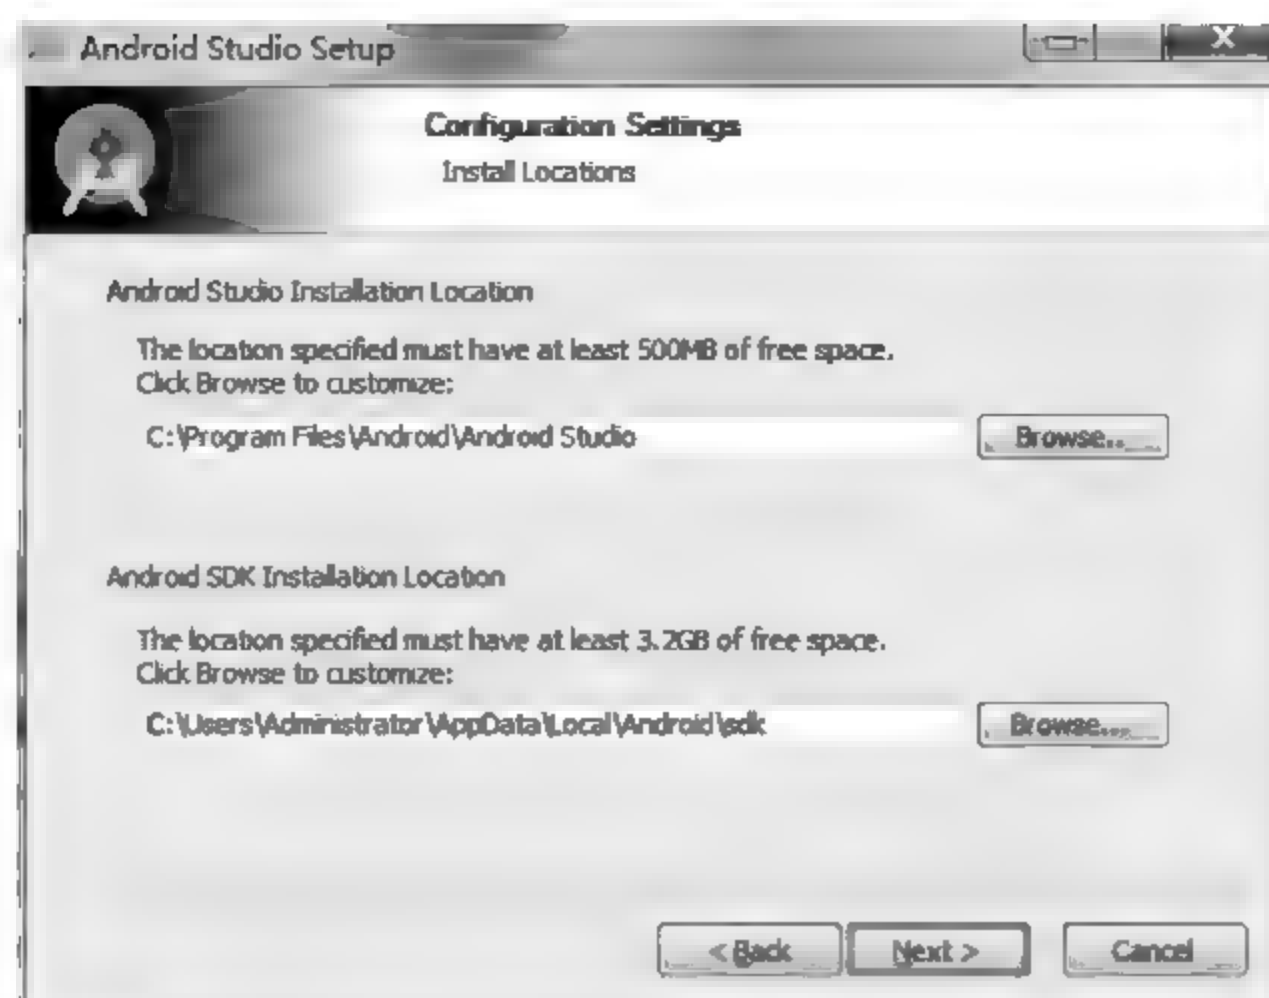 Android Studio Setup
Configuration Settings
Install Locations
Android Studio Installation Location
The location specified must have at least 500MB of free space.
Click Browse to customize:
C:\Program Files\Android\Android Studio
Browse...
Android SDK Installation Location
The location specified must have at least 3.2GB of free space.
Click Browse to customize:
C:\Users\Administrator\AppData\Local\Android\sdk
Browse...
< Back Next > Cancel